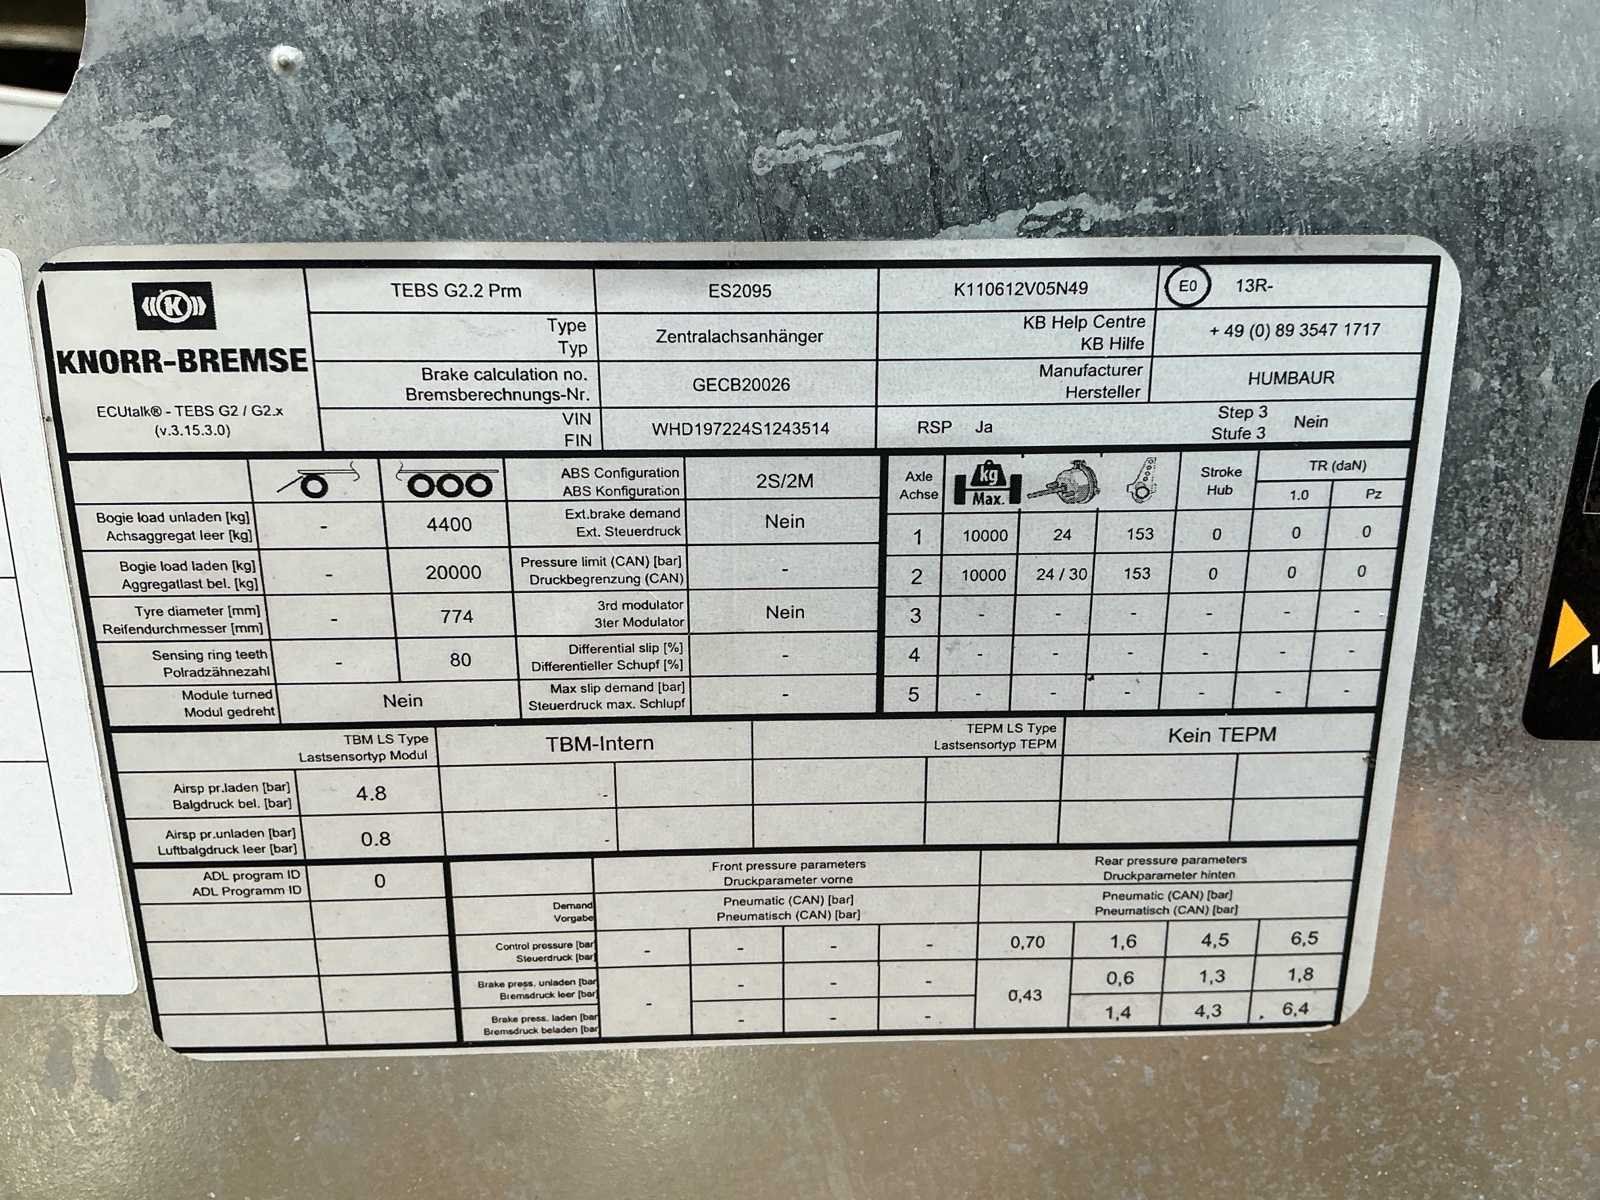 TEBS G2.2 Prm ES2095 K110612V05N49 E0 13R-
K
KNORR-BREMSE
ECUtalk® - TEBS G2 / G2.x
(v.3.15.3.0)
Type
Typ
Zentralachsanhänger
KB Help Centre
KB Hilfe
+ 49 (0) 89 3547 1717
Brake calculation no.
Bremsberechnungs-Nr.
GECB20026
Manufacturer
Hersteller
HUMBAUR
VIN
FIN
WHD197224S1243514
RSP Ja
Step 3
Stufe 3
Nein
ABS Configuration
ABS Konfiguration
2S/2M
Bogie load unladen [kg]
Achsaggregat leer [kg]
- 4400
Ext.brake demand
Ext. Steuerdruck
Nein
Bogie load laden [kg]
Aggregatlast bel. [kg]
- 20000
Pressure limit (CAN) [bar]
Druckbegrenzung (CAN)
-
Tyre diameter [mm]
Reifendurchmesser [mm]
- 774
3rd modulator
3ter Modulator
Nein
Sensing ring teeth
Polradzähnezahl
- 80
Differential slip [%]
Differentieller Schupf [%]
-
Module turned
Modul gedreht
Nein
Max slip demand [bar]
Steuerdruck max. Schlupf
-
Axle
Achse
kg
Max.
Stroke
Hub
TR (daN)
1.0 Pz
1 10000 24 153 0 0 0
2 10000 24 / 30 153 0 0 0
3 - - - - - -
4 - - - - - -
5 - - - - - -
TBM LS Type
Lastsensortyp Modul
TBM-Intern
TEPM LS Type
Lastsensortyp TEPM
Kein TEPM
Airsp pr.laden [bar]
Balgdruck bel. [bar]
4.8 -
Airsp pr.unladen [bar]
Luftbalgdruck leer [bar]
0.8 -
ADL program ID
ADL Programm ID
0
Front pressure parameters
Druckparameter vorne
Rear pressure parameters
Druckparameter hinten
Demand
Vorgabe
Pneumatic (CAN) [bar]
Pneumatisch (CAN) [bar]
Pneumatic (CAN) [bar]
Pneumatisch (CAN) [bar]
Control pressure [bar
Steuerdruck [bar
- - - - 0,70 1,6 4,5 6,5
Brake press. unladen [bar
Bremsdruck leer [bar
- - - - 0,43 0,6 1,3 1,8
Brake press. laden [bar
Bremsdruck beladen [bar
- - - 1,4 4,3 6,4